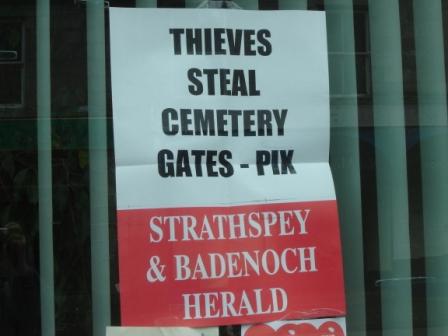 THIEVES
STEAL
CEMETERY
GATES - PIX
STRATHSPEY
& BADENOCH
HERALD